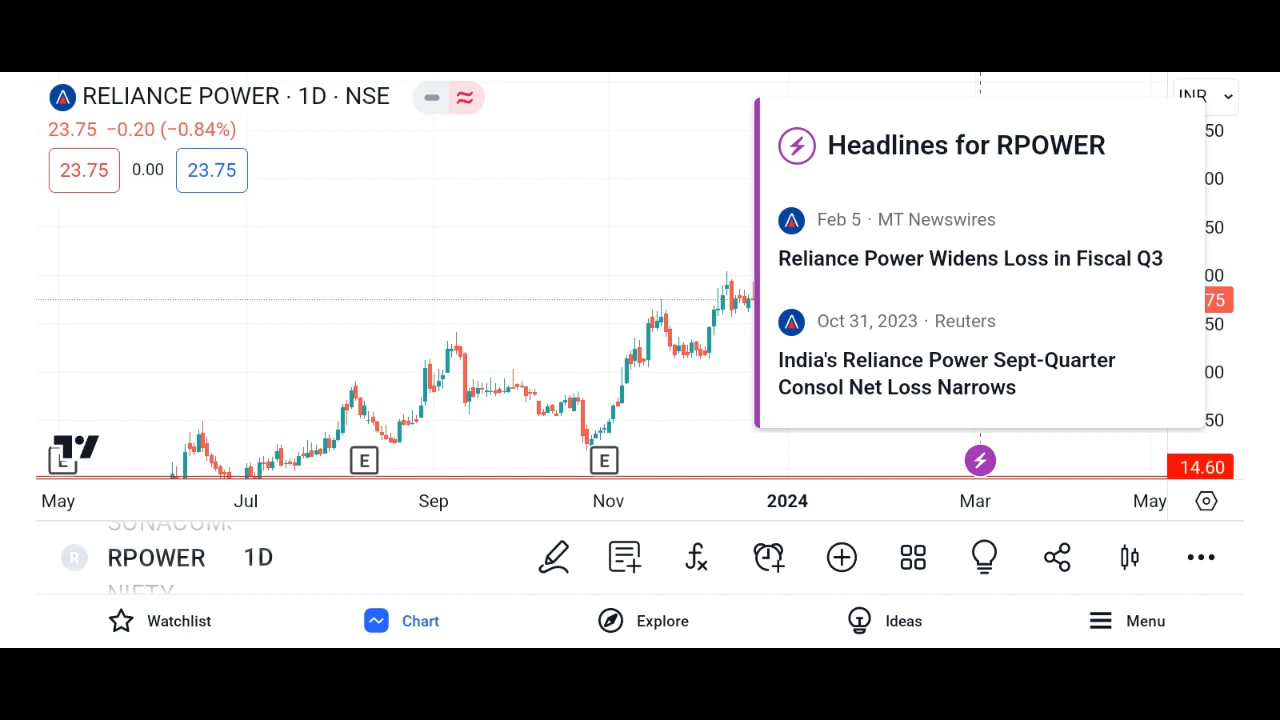 RELIANCE POWER · 1D · NSE
INR
23.75 −0.20 (−0.84%)
23.75 0.00 23.75
Headlines for RPOWER
Feb 5 · MT Newswires
Reliance Power Widens Loss in Fiscal Q3
Oct 31, 2023 · Reuters
India's Reliance Power Sept-Quarter
Consol Net Loss Narrows
50
00
50
00
75
50
00
50
14.60
E
E
E
May Jul Sep Nov 2024 Mar May
R RPOWER 1D
Watchlist Chart Explore Ideas Menu